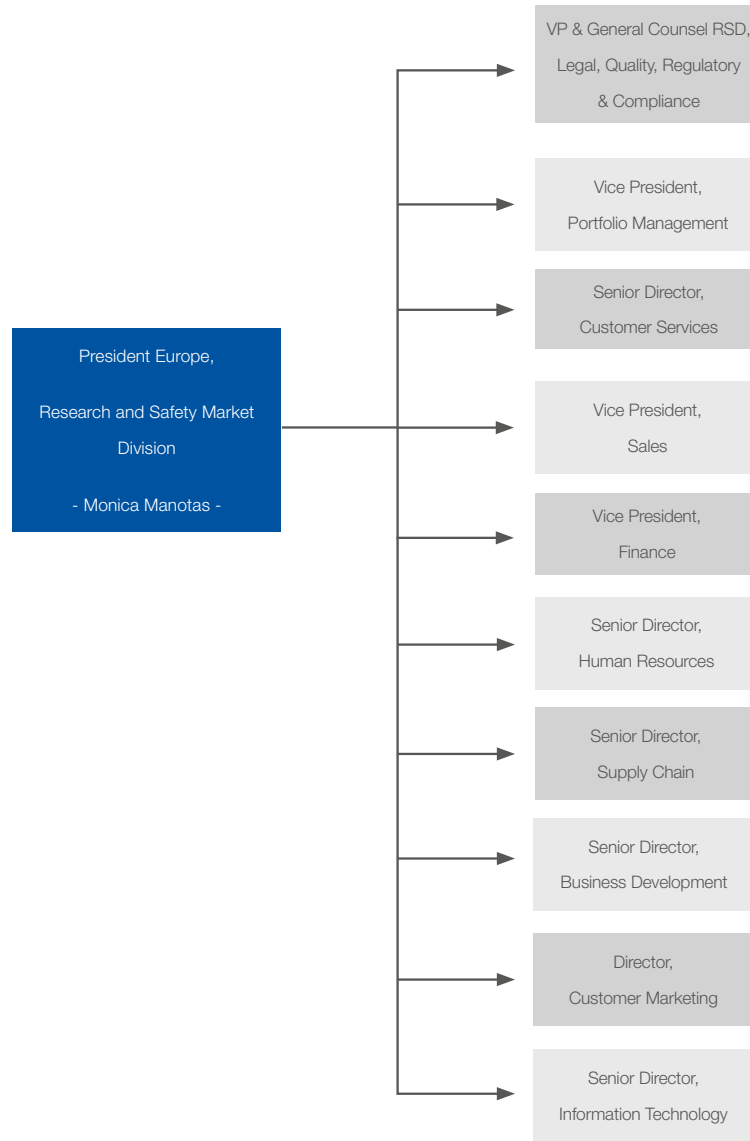 VP & General Counsel RSD,
Legal, Quality, Regulatory
& Compliance
Vice President,
Portfolio Management
Senior Director,
Customer Services
President Europe,
Research and Safety Market
Division
- Monica Manotas -
Vice President,
Sales
Vice President,
Finance
Senior Director,
Human Resources
Senior Director,
Supply Chain
Senior Director,
Business Development
Director,
Customer Marketing
Senior Director,
Information Technology